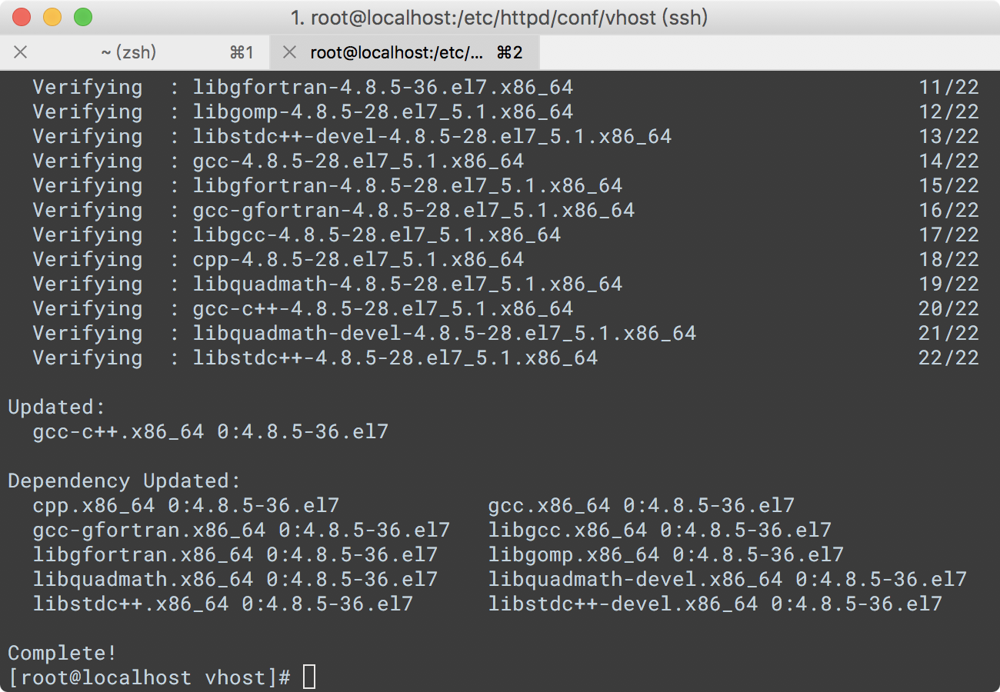 1. root@localhost:/etc/httpd/conf/vhost (ssh)
~ (zsh) ⌘1 root@localhost:/etc/... ⌘2
Verifying : libgfortran-4.8.5-36.el7.x86_64 11/22
Verifying : libgomp-4.8.5-28.el7_5.1.x86_64 12/22
Verifying : libstdc++-devel-4.8.5-28.el7_5.1.x86_64 13/22
Verifying : gcc-4.8.5-28.el7_5.1.x86_64 14/22
Verifying : libgfortran-4.8.5-28.el7_5.1.x86_64 15/22
Verifying : gcc-gfortran-4.8.5-28.el7_5.1.x86_64 16/22
Verifying : libgcc-4.8.5-28.el7_5.1.x86_64 17/22
Verifying : cpp-4.8.5-28.el7_5.1.x86_64 18/22
Verifying : libquadmath-4.8.5-28.el7_5.1.x86_64 19/22
Verifying : gcc-c++-4.8.5-28.el7_5.1.x86_64 20/22
Verifying : libquadmath-devel-4.8.5-28.el7_5.1.x86_64 21/22
Verifying : libstdc++-4.8.5-28.el7_5.1.x86_64 22/22
Updated:
gcc-c++.x86_64 0:4.8.5-36.el7
Dependency Updated:
cpp.x86_64 0:4.8.5-36.el7 gcc.x86_64 0:4.8.5-36.el7
gcc-gfortran.x86_64 0:4.8.5-36.el7 libgcc.x86_64 0:4.8.5-36.el7
libgfortran.x86_64 0:4.8.5-36.el7 libgomp.x86_64 0:4.8.5-36.el7
libquadmath.x86_64 0:4.8.5-36.el7 libquadmath-devel.x86_64 0:4.8.5-36.el7
libstdc++.x86_64 0:4.8.5-36.el7 libstdc++-devel.x86_64 0:4.8.5-36.el7
Complete!
[root@localhost vhost]#